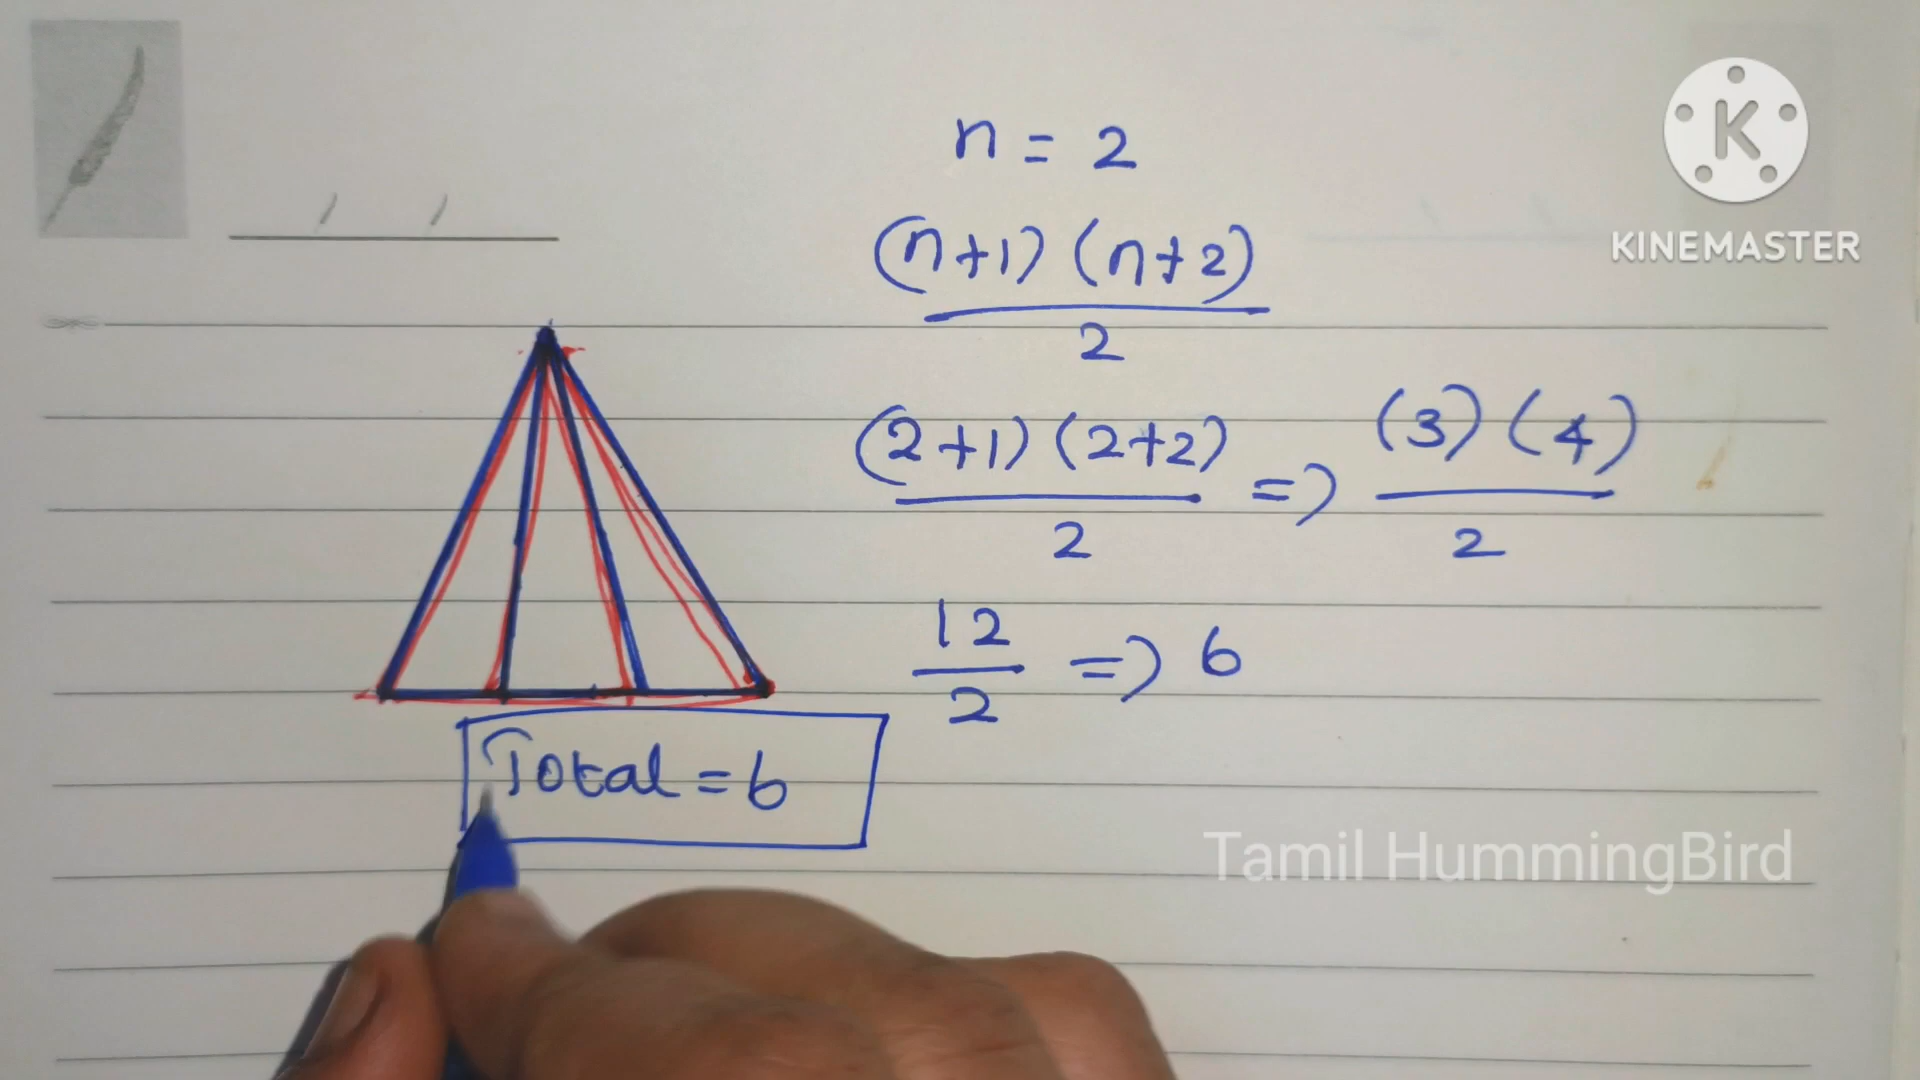 n = 2
(n+1) (n+2)
2
(2+1) (2+2)
2
=> (3) (4)
2
12
2
=> 6
Total = 6
K
KINEMASTER
Tamil HummingBird